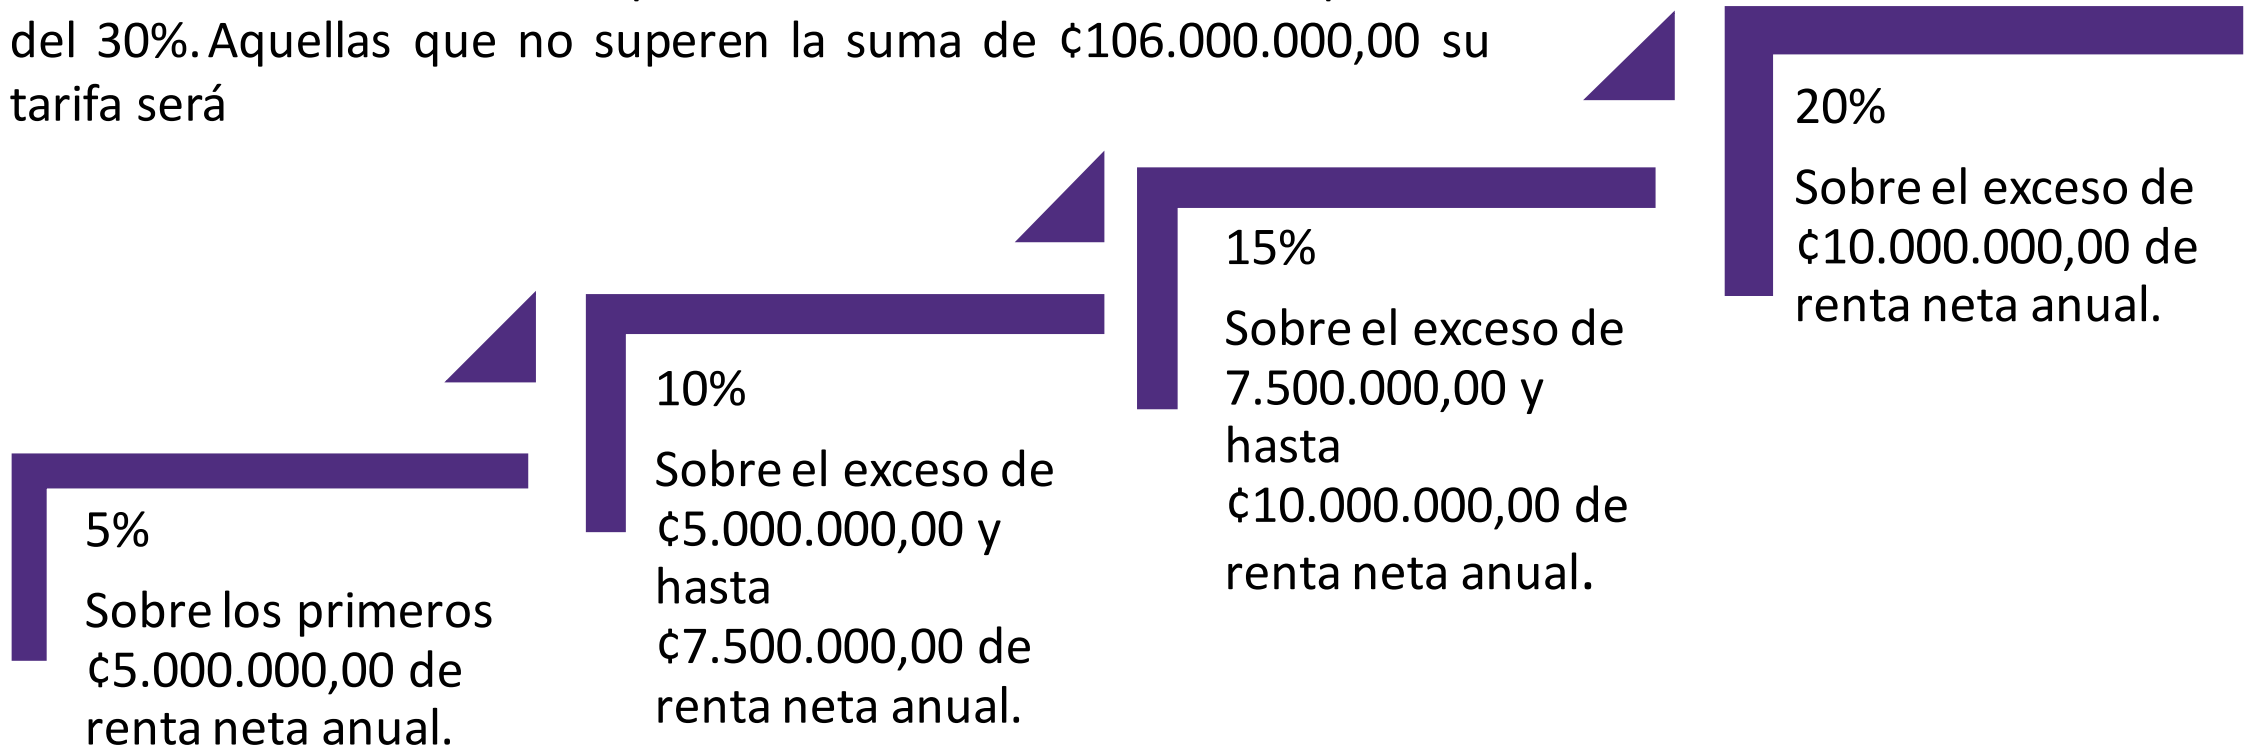 del 30%. Aquellas que no superen la suma de ¢106.000.000,00 su
tarifa será
5%
Sobre los primeros
¢5.000.000,00 de
renta neta anual.
10%
Sobre el exceso de
¢5.000.000,00 y
hasta
¢7.500.000,00 de
renta neta anual.
15%
Sobre el exceso de
7.500.000,00 y
hasta
¢10.000.000,00 de
renta neta anual.
20%
Sobre el exceso de
¢10.000.000,00 de
renta neta anual.